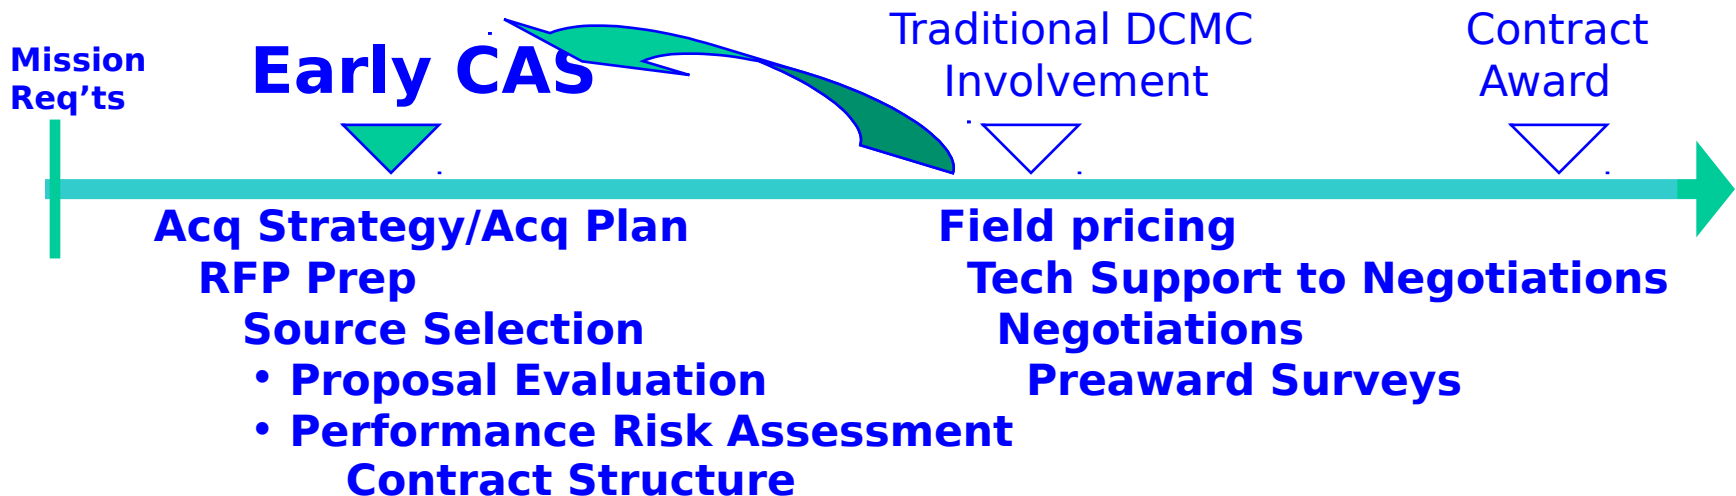 Mission
Req’ts
Early CAS
Traditional DCMC
Involvement
Contract
Award
Acq Strategy/Acq Plan
RFP Prep
Source Selection
• Proposal Evaluation
• Performance Risk Assessment
Contract Structure
Field pricing
Tech Support to Negotiations
Negotiations
Preaward Surveys